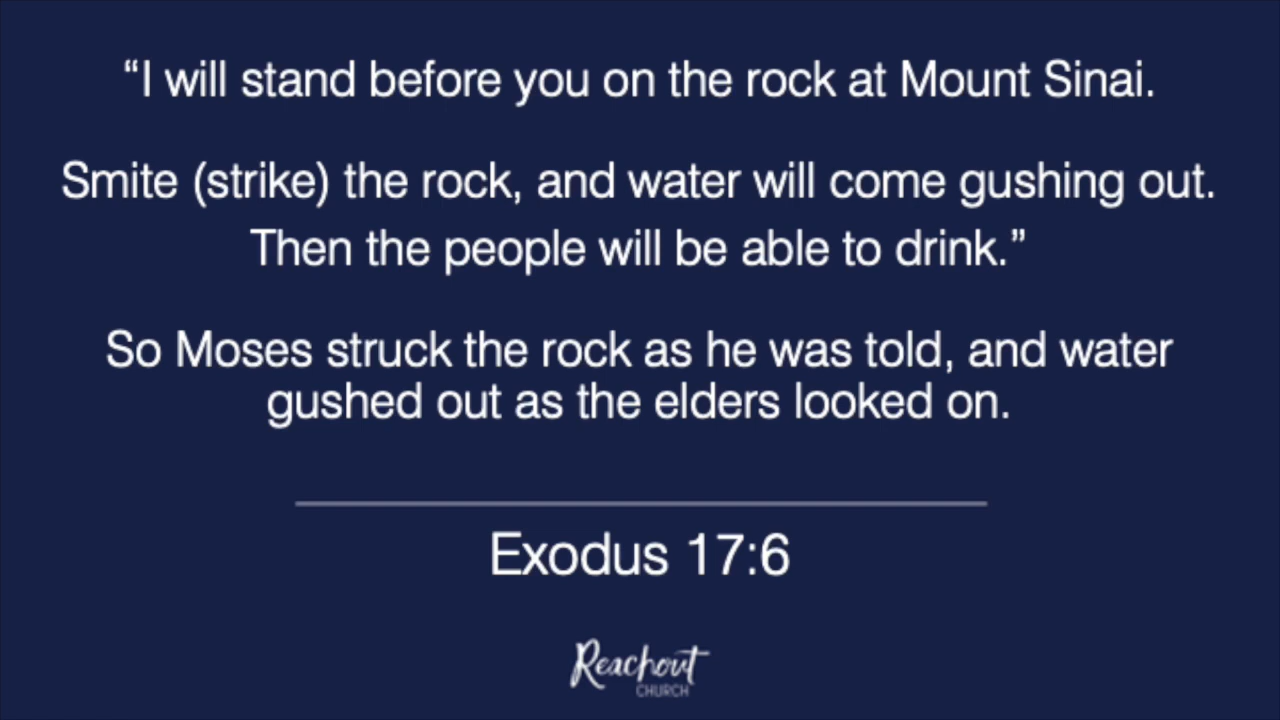 “I will stand before you on the rock at Mount Sinai.
Smite (strike) the rock, and water will come gushing out.
Then the people will be able to drink.”
So Moses struck the rock as he was told, and water
gushed out as the elders looked on.
Exodus 17:6
Reachout
CHURCH